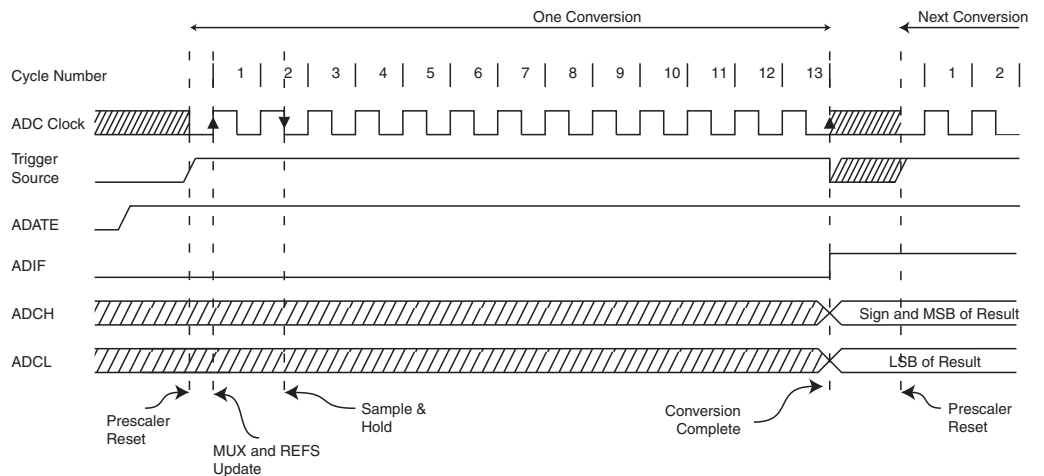 One Conversion
Next Conversion
Cycle Number
1 2 3 4 5 6 7 8 9 10 11 12 13 1 2
ADC Clock
Trigger
Source
ADATE
ADIF
ADCH
Sign and MSB of Result
ADCL
LSB of Result
Prescaler
Reset
MUX and REFS
Update
Sample &
Hold
Conversion
Complete
Prescaler
Reset